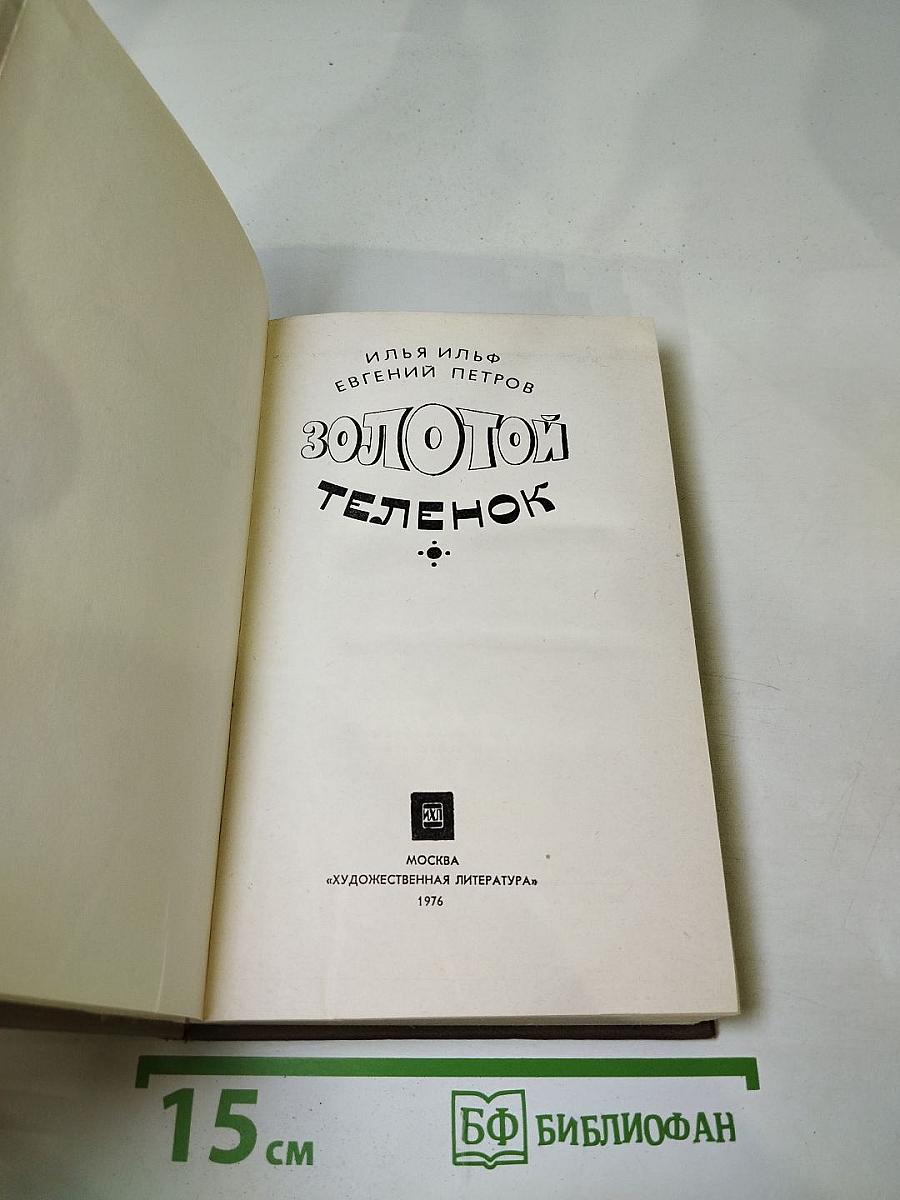 ИЛЬЯ ИЛЬФ
ЕВГЕНИЙ ПЕТРОВ
ЗОЛОТОЙ
ТЕЛЕНОК
ИХЛ
МОСКВА
«ХУДОЖЕСТВЕННАЯ ЛИТЕРАТУРА»
1976
15 см
БФ БИБЛИОФАН